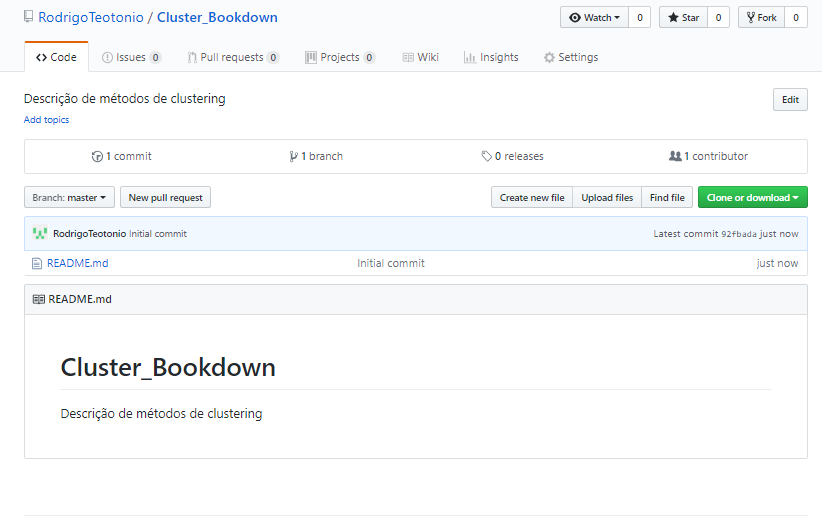 RodrigoTeotonio / Cluster_Bookdown
Watch 0 Star 0 Fork 0
Code Issues 0 Pull requests 0 Projects 0 Wiki Insights Settings
Descrição de métodos de clustering Edit
Add topics
1 commit 1 branch 0 releases 1 contributor
Branch: master New pull request Create new file Upload files Find file Clone or download
RodrigoTeotonio Initial commit Latest commit 92fbada just now
README.md Initial commit just now
README.md
Cluster_Bookdown
Descrição de métodos de clustering